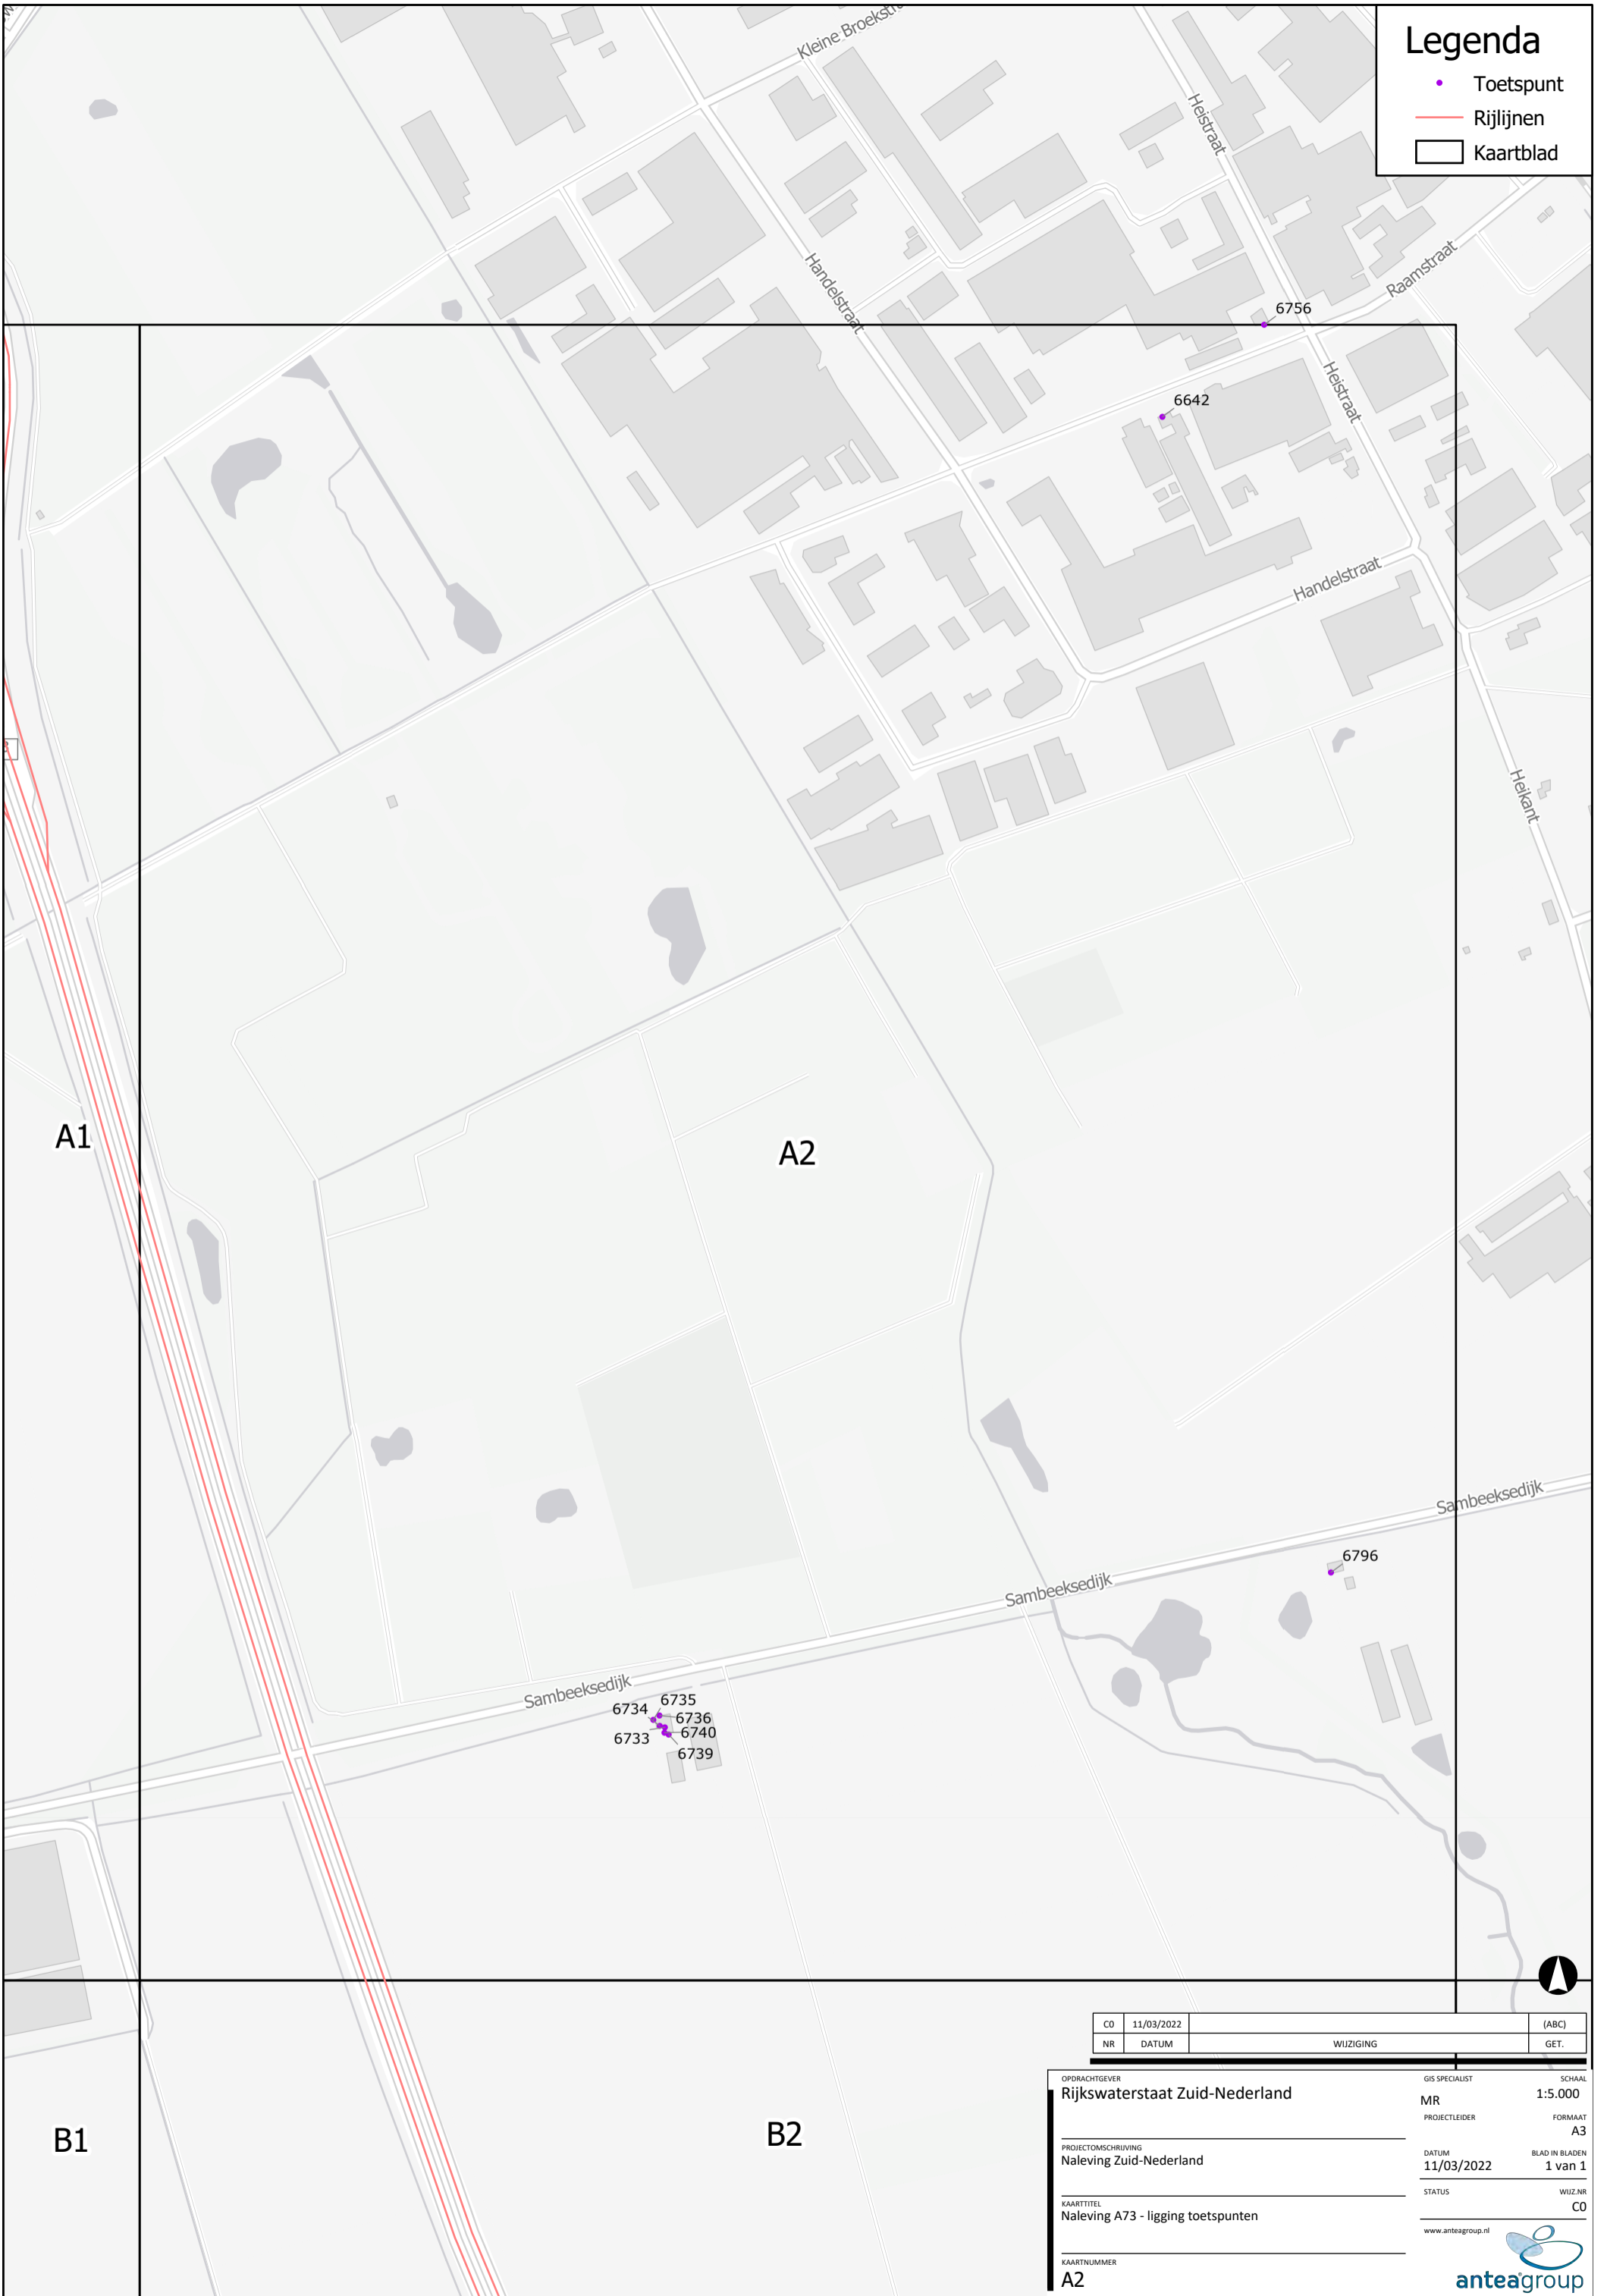 Legenda
Toetspunt
Rijlijnen
Kaartblad
Kleine Broekstr
Heistraat
Handelstraat
Raamstraat
6756
Heistraat
6642
Handelstraat
Heikant
A1
A2
Sambeeksedijk
6796
Sambeeksedijk
Sambeeksedijk
6735
6734
6736
6733
6740
6739
B1
B2
C0 11/03/2022 (ABC)
NR DATUM WIJZIGING GET.
OPDRACHTGEVER
Rijkswaterstaat Zuid-Nederland
GIS SPECIALIST
MR
SCHAAL
1:5.000
PROJECTLEIDER
FORMAAT
A3
PROJECTOMSCHRIJVING
Naleving Zuid-Nederland
DATUM
11/03/2022
BLAD IN BLADEN
1 van 1
STATUS
WIJZ.NR
C0
KAARTTITEL
Naleving A73 - ligging toetspunten
www.anteagroup.nl
KAARTNUMMER
A2
anteagroup